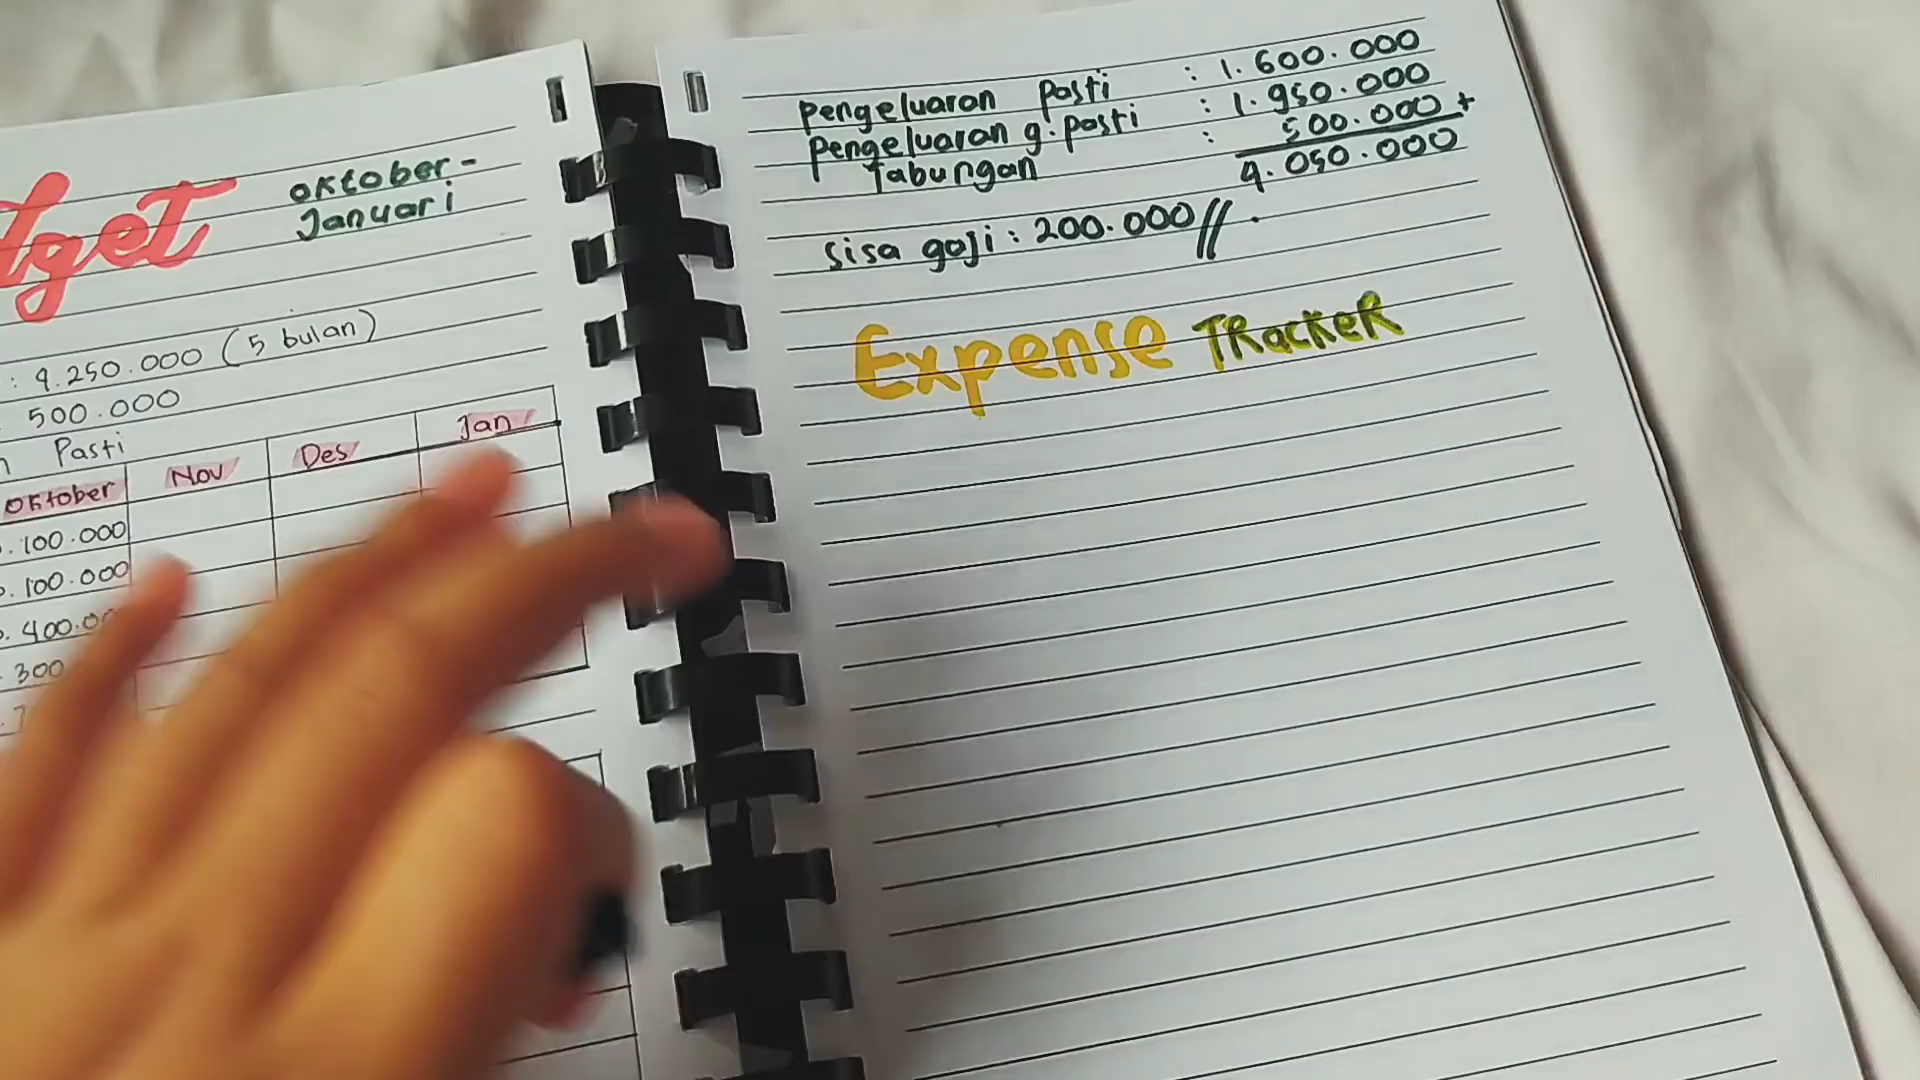 dget
oktober -
Januari
: 4.250.000 (5 bulan)
500.000
Pasti
oktober Nov Des Jan
.100.000
.100.000
. 400.00
. 300
pengeluaran pasti : 1.600.000
pengeluaran g. pasti : 1.950.000
Tabungan : 500.000 +
4.050.000
sisa gaji : 200.000 // .
Expense TRacKeR